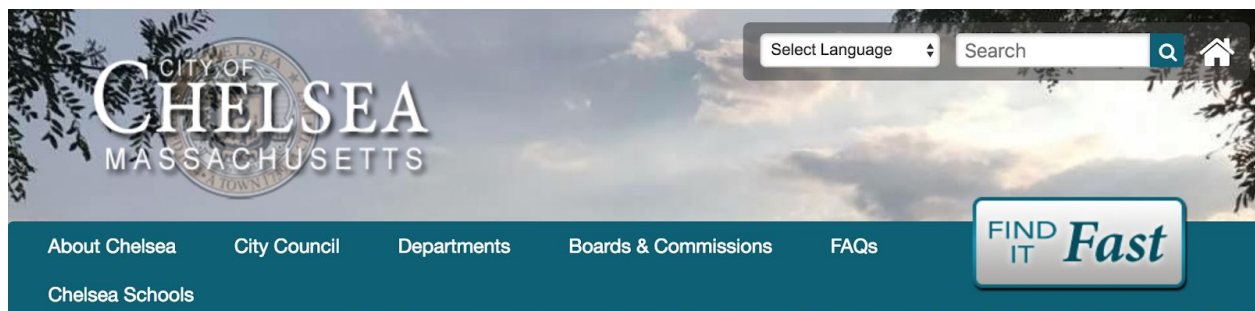 Select Language
Search
CITY OF
CHELSEA
MASSACHUSETTS
About Chelsea
City Council
Departments
Boards & Commissions
FAQs
FIND IT Fast
Chelsea Schools